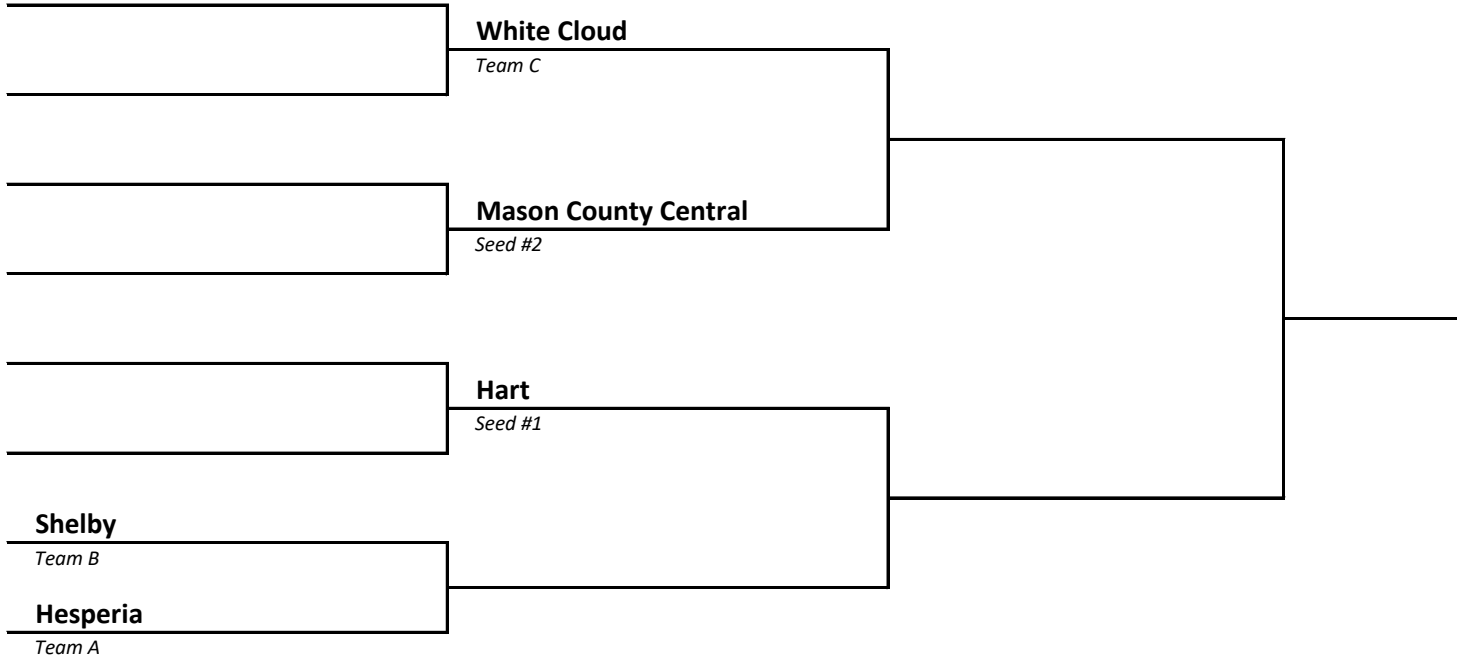 White Cloud
Team C
Mason County Central
Seed #2
Hart
Seed #1
Shelby
Team B
Hesperia
Team A